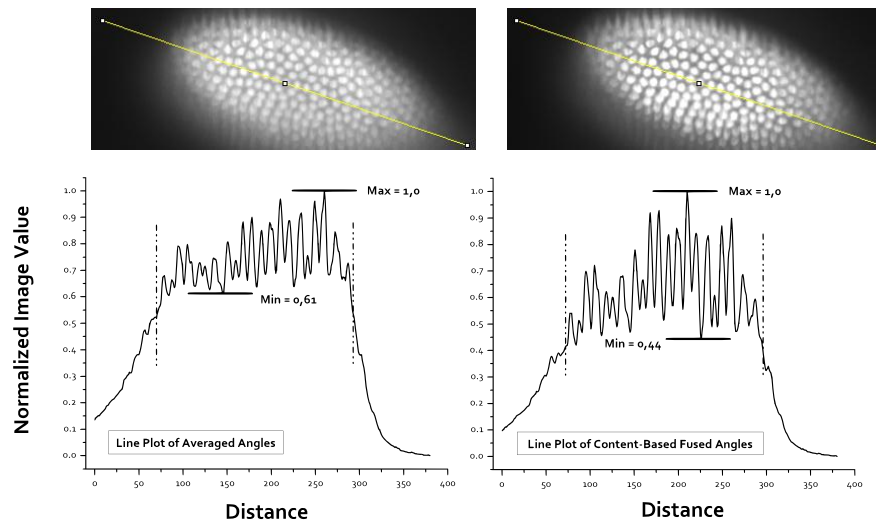 Normalized Image Value
1.0
0.9
0.8
0.7
0.6
0.5
0.4
0.3
0.2
0.1
0.0
Max = 1,0
Min = 0,61
Line Plot of Averaged Angles
0 50 100 150 200 250 300 350 400
Distance
1.0
0.9
0.8
0.7
0.6
0.5
0.4
0.3
0.2
0.1
0.0
Max = 1,0
Min = 0,44
Line Plot of Content-Based Fused Angles
0 50 100 150 200 250 300 350 400
Distance